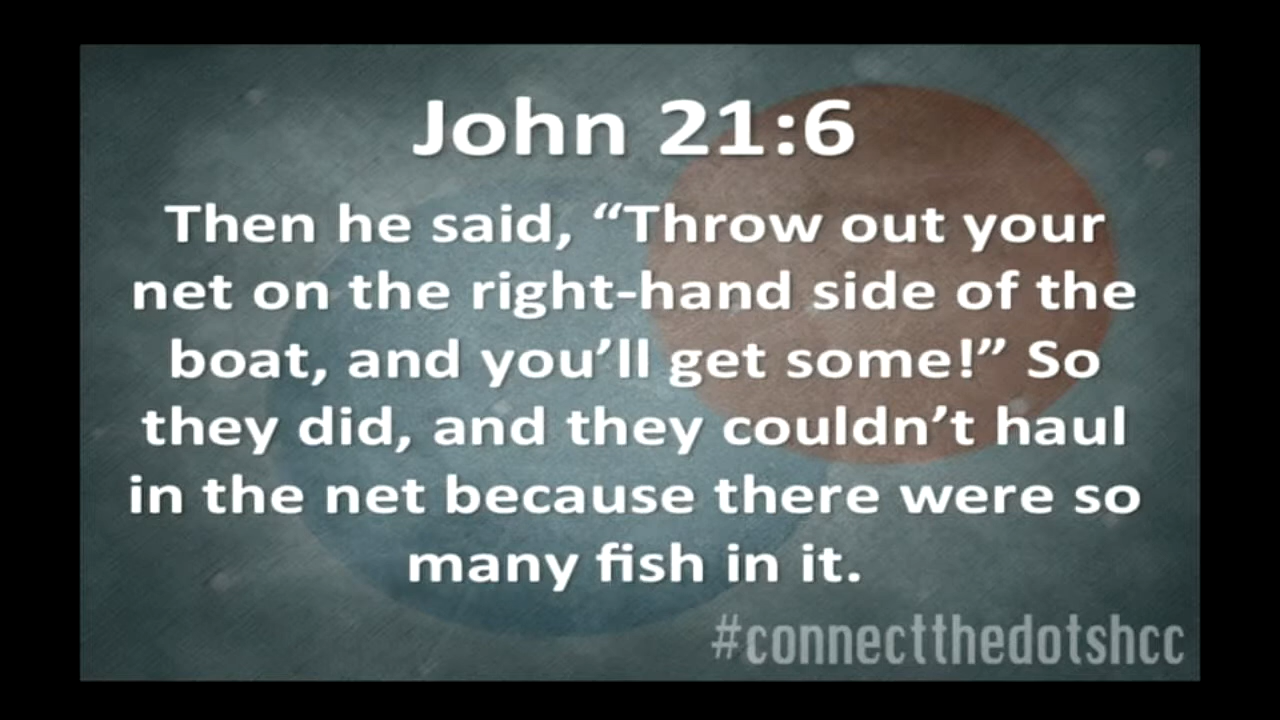 John 21:6
Then he said, “Throw out your
net on the right-hand side of the
boat, and you’ll get some!” So
they did, and they couldn’t haul
in the net because there were so
many fish in it.
#connectthedotshcc